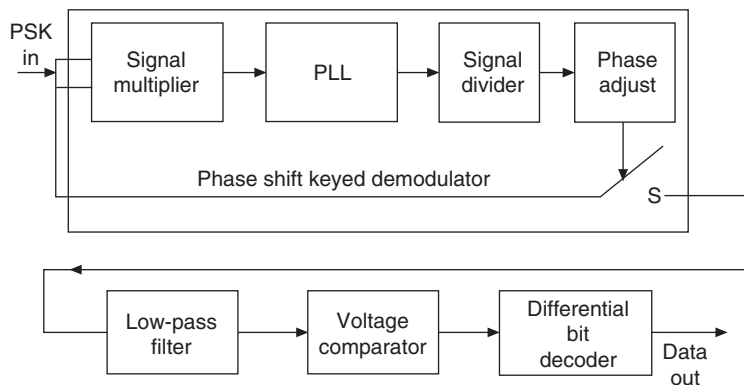 PSK
in
Signal
multiplier
PLL
Signal
divider
Phase
adjust
Phase shift keyed demodulator
S
Low-pass
filter
Voltage
comparator
Differential
bit
decoder
Data
out